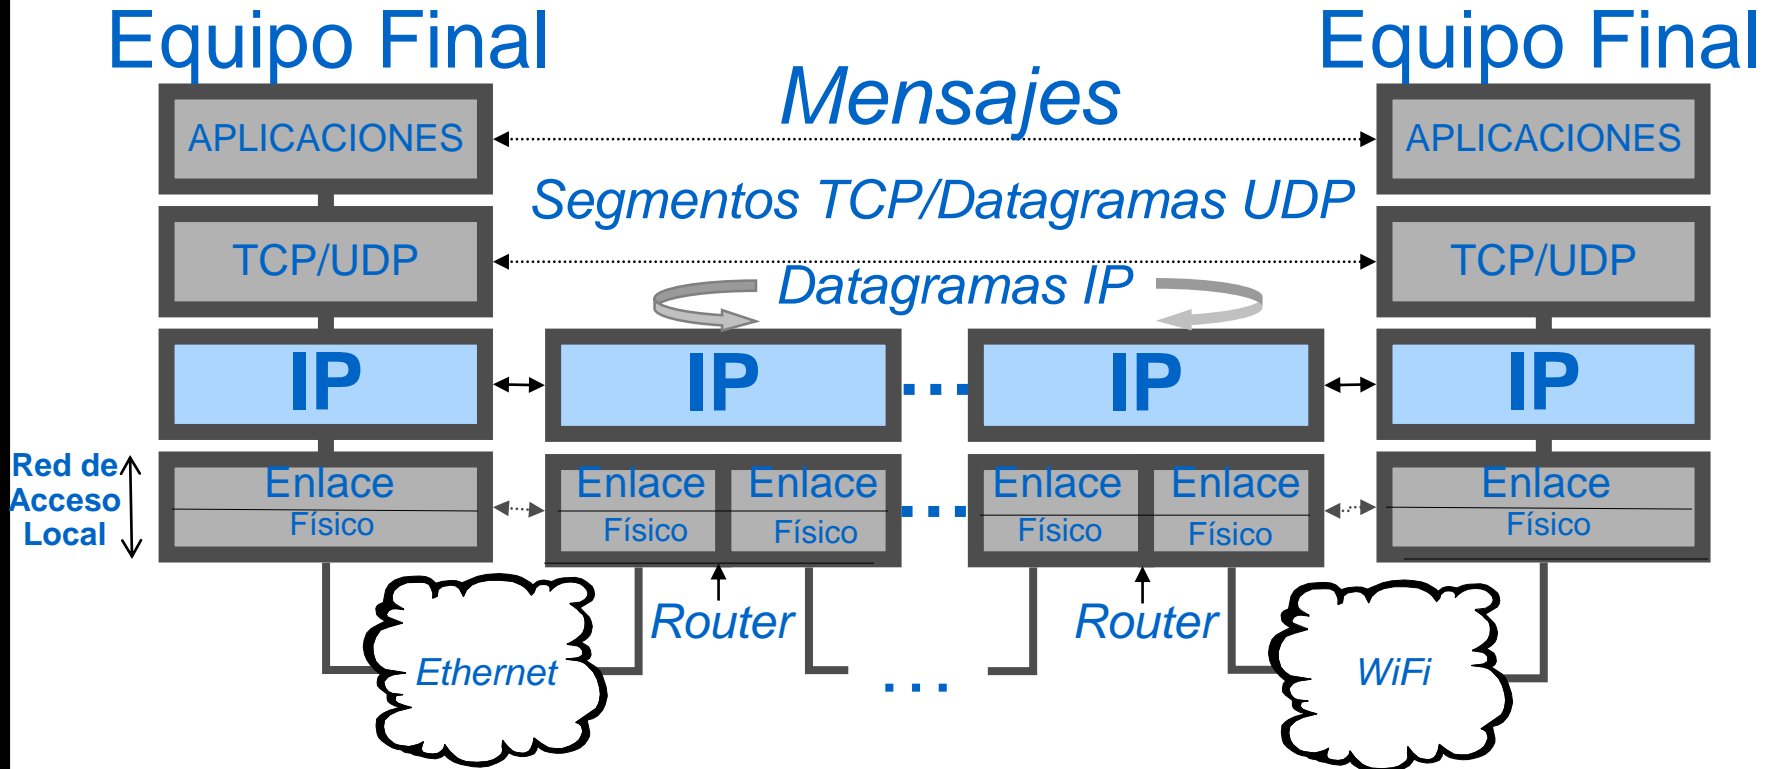 Equipo Final
Equipo Final
Mensajes
APLICACIONES
APLICACIONES
Segmentos TCP/Datagramas UDP
TCP/UDP
TCP/UDP
Datagramas IP
IP
IP
...
IP
IP
Red de
Acceso
Local
Enlace
Físico
Enlace
Físico
Enlace
Físico
...
Enlace
Físico
Enlace
Físico
Enlace
Físico
Router
Router
Ethernet
...
WiFi